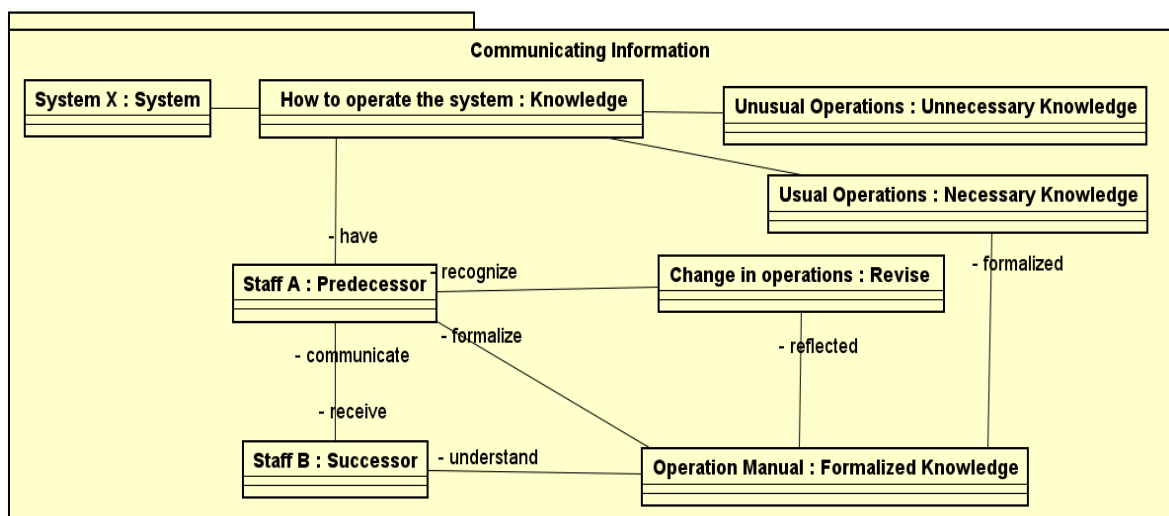 Communicating Information
System X : System
How to operate the system : Knowledge
Unusual Operations : Unnecessary Knowledge
Usual Operations : Necessary Knowledge
- have
- recognize
- formalized
Staff A : Predecessor
Change in operations : Revise
- formalize
- reflected
- communicate
- receive
Staff B : Successor
- understand
Operation Manual : Formalized Knowledge